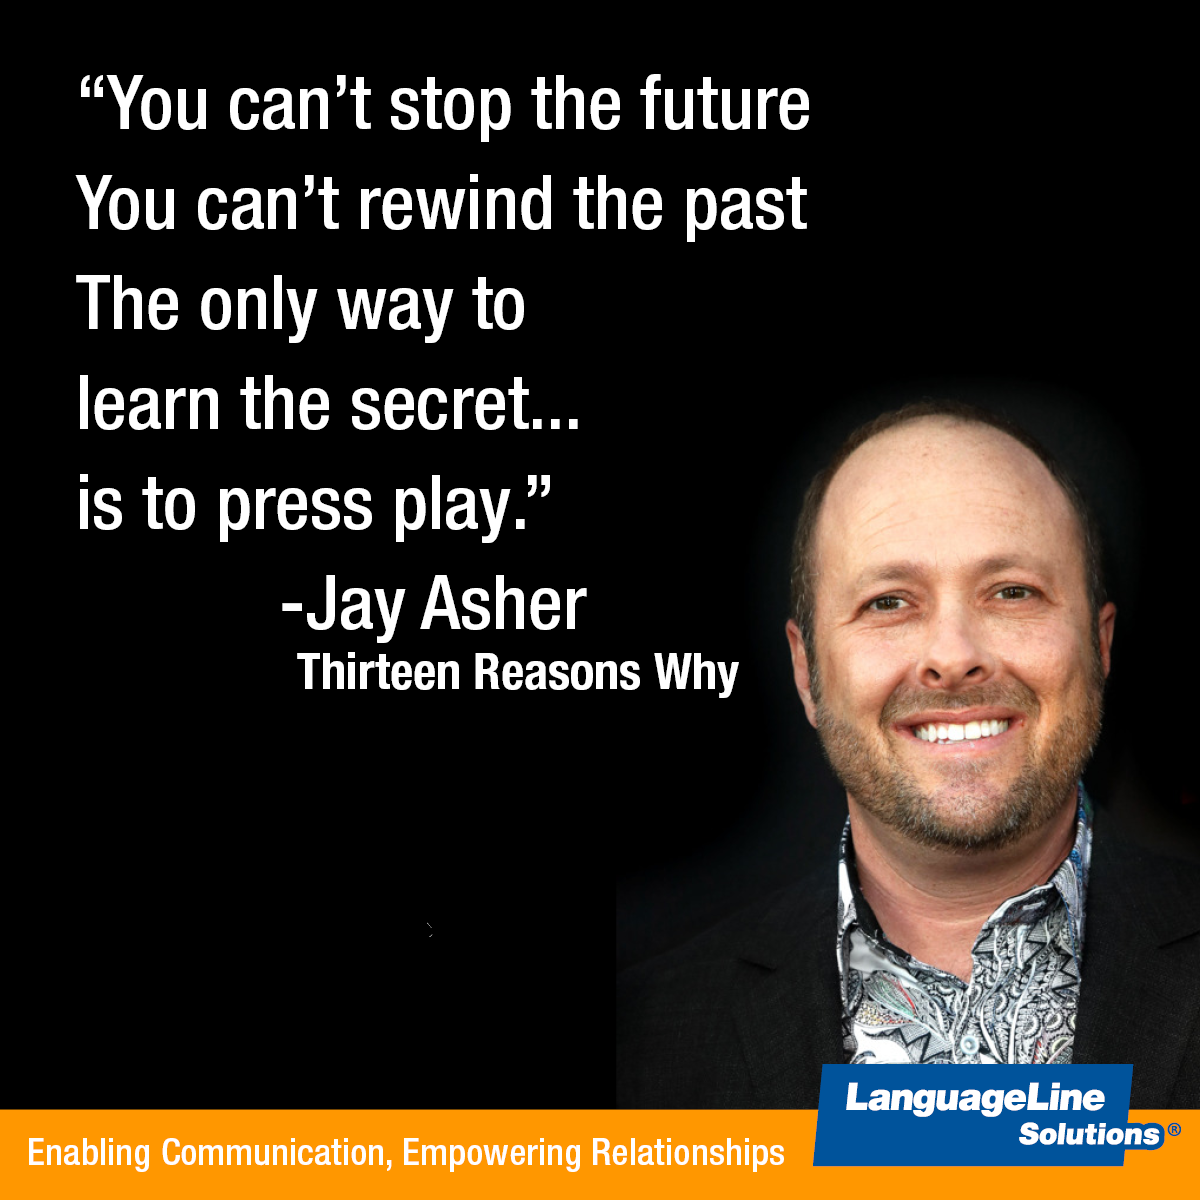 “You can’t stop the future
You can’t rewind the past
The only way to
learn the secret...
is to press play.”
-Jay Asher
Thirteen Reasons Why
LanguageLine
Solutions®
Enabling Communication, Empowering Relationships